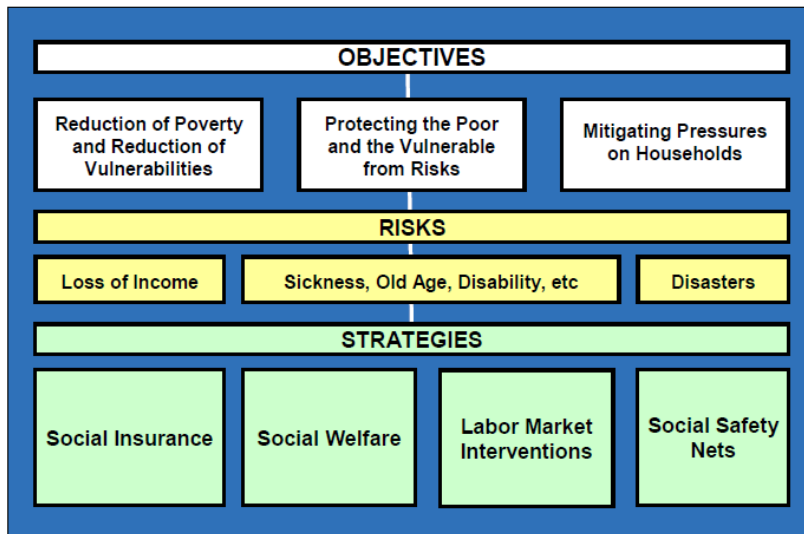 OBJECTIVES
Reduction of Poverty
and Reduction of
Vulnerabilities
Protecting the Poor
and the Vulnerable
from Risks
Mitigating Pressures
on Households
RISKS
Loss of Income
Sickness, Old Age, Disability, etc
Disasters
STRATEGIES
Social Insurance
Social Welfare
Labor Market
Interventions
Social Safety
Nets